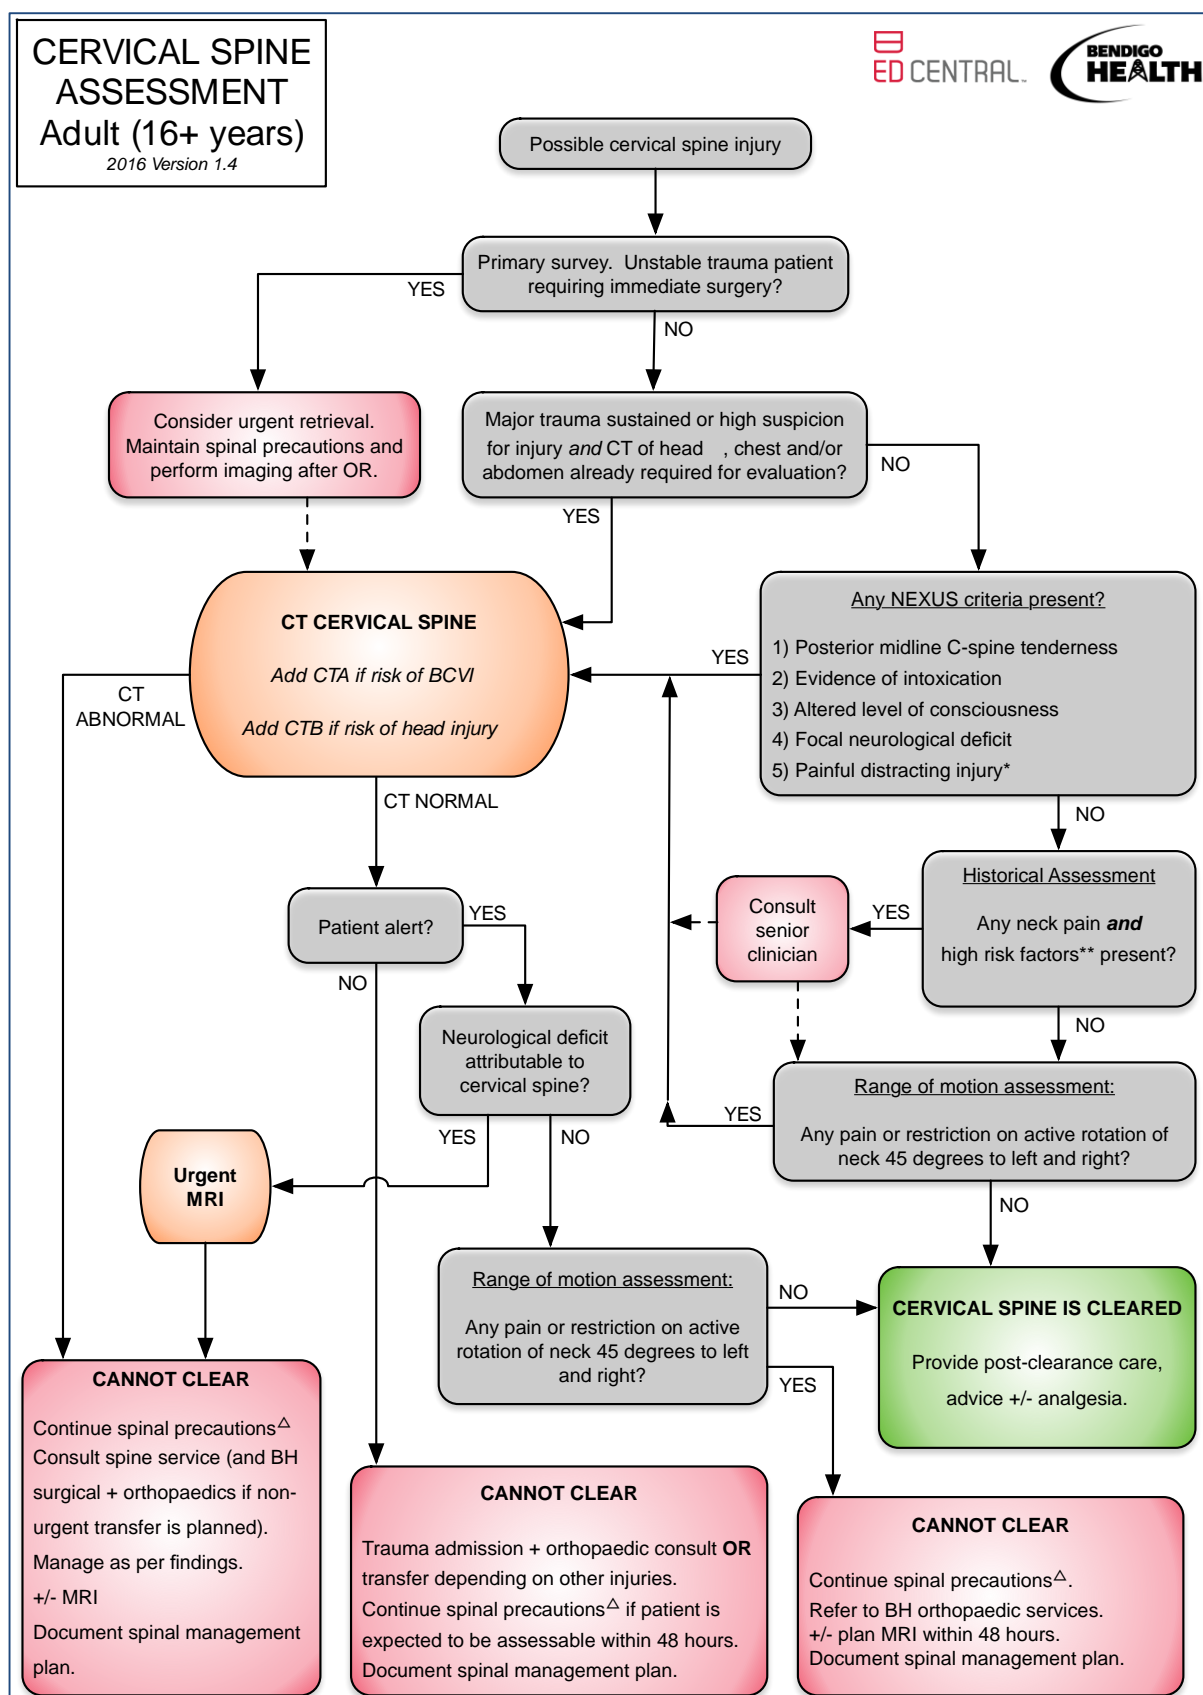 CERVICAL SPINE
ASSESSMENT
Adult (16+ years)
2016 Version 1.4
ED CENTRAL™
BENDIGO
HEALTH
Possible cervical spine injury
Primary survey. Unstable trauma patient
requiring immediate surgery?
YES
NO
Consider urgent retrieval.
Maintain spinal precautions and
perform imaging after OR.
Major trauma sustained or high suspicion
for injury and CT of head , chest and/or
abdomen already required for evaluation?
NO
YES
CT CERVICAL SPINE
Add CTA if risk of BCVI
Add CTB if risk of head injury
Any NEXUS criteria present?
1) Posterior midline C-spine tenderness
2) Evidence of intoxication
3) Altered level of consciousness
4) Focal neurological deficit
5) Painful distracting injury*
YES
CT
ABNORMAL
CT NORMAL
NO
Historical Assessment
Any neck pain and
high risk factors** present?
YES
Consult
senior
clinician
Patient alert?
YES
NO
NO
Neurological deficit
attributable to
cervical spine?
Range of motion assessment:
Any pain or restriction on active rotation of
neck 45 degrees to left and right?
YES
YES
NO
Urgent
MRI
NO
Range of motion assessment:
Any pain or restriction on active
rotation of neck 45 degrees to left
and right?
NO
YES
CERVICAL SPINE IS CLEARED
Provide post-clearance care,
advice +/- analgesia.
CANNOT CLEAR
Continue spinal precautions△
Consult spine service (and BH
surgical + orthopaedics if non-
urgent transfer is planned).
Manage as per findings.
+/- MRI
Document spinal management
plan.
CANNOT CLEAR
Trauma admission + orthopaedic consult OR
transfer depending on other injuries.
Continue spinal precautions△ if patient is
expected to be assessable within 48 hours.
Document spinal management plan.
CANNOT CLEAR
Continue spinal precautions△.
Refer to BH orthopaedic services.
+/- plan MRI within 48 hours.
Document spinal management plan.